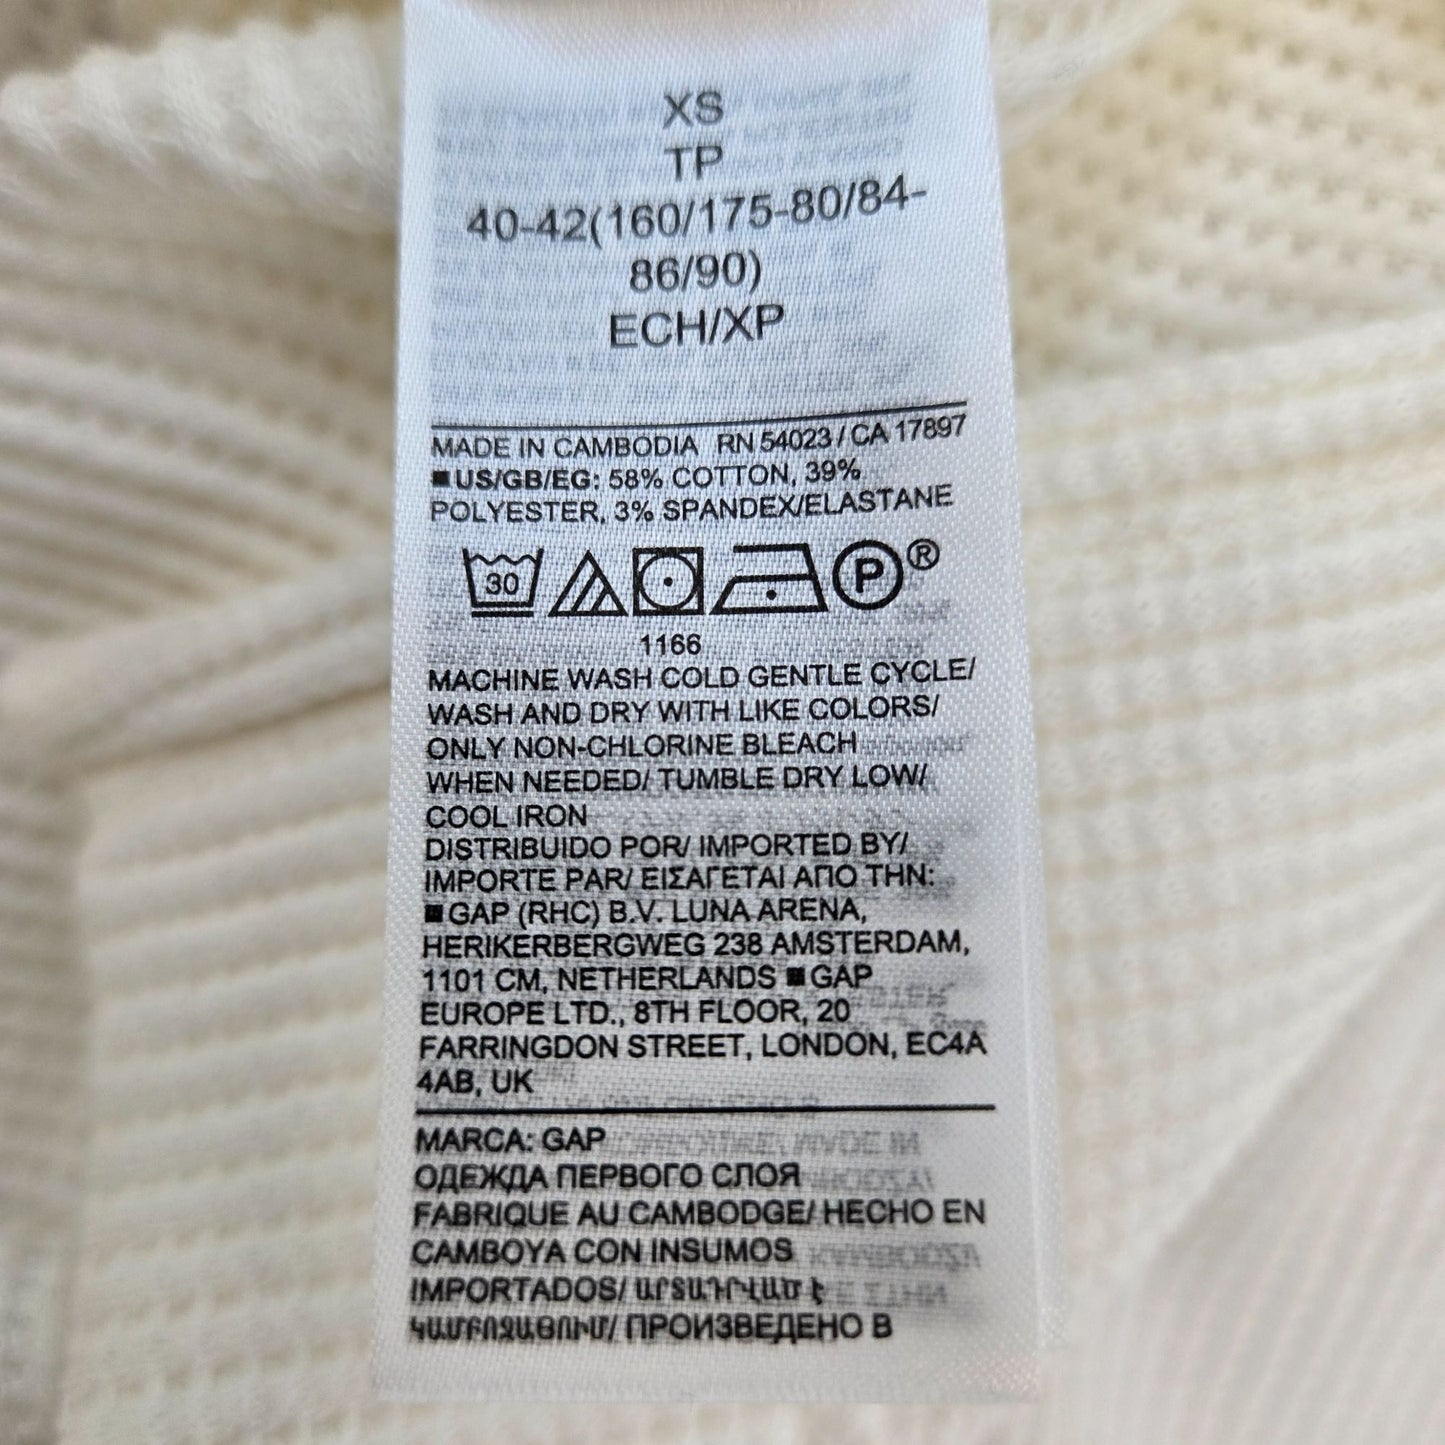 XS
TP
40-42(160/175-80/84-
86/90)
ECH/XP
MADE IN CAMBODIA RN 54023 / CA 17897
■US/GB/EG: 58% COTTON, 39%
POLYESTER, 3% SPANDEX/ELASTANE
30 P®
1166
MACHINE WASH COLD GENTLE CYCLE/
WASH AND DRY WITH LIKE COLORS/
ONLY NON-CHLORINE BLEACH
WHEN NEEDED/ TUMBLE DRY LOW/
COOL IRON
DISTRIBUIDO POR/ IMPORTED BY/
IMPORTE PAR/ ΕΙΣΑΓΕΤΑΙ ΑΠΟ ΤΗΝ:
■GAP (RHC) B.V. LUNA ARENA,
HERIKERBERGWEG 238 AMSTERDAM,
1101 CM, NETHERLANDS ■GAP
EUROPE LTD., 8TH FLOOR, 20
FARRINGDON STREET, LONDON, EC4A
4AB, UK
MARCA: GAP
ОДЕЖДА ПЕРВОГО СЛОЯ
FABRIQUE AU CAMBODGE/ HECHO EN
CAMBOYA CON INSUMOS
IMPORTADOS/ ԱՐՏԱԴՐՎԱԾ Է
ԿԱՄԲՈՋԱՅՈՒՄ/ ПРОИЗВЕДЕНО В